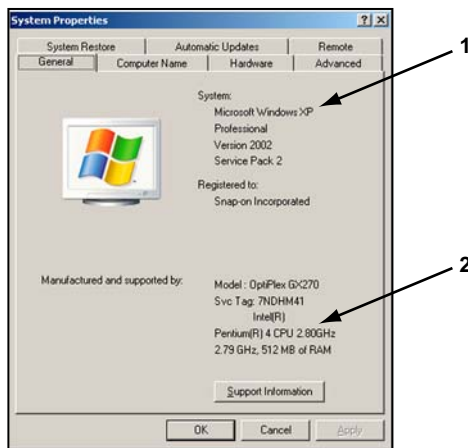 System Properties
System Restore Automatic Updates Remote
General Computer Name Hardware Advanced
1
System:
Microsoft Windows XP
Professional
Version 2002
Service Pack 2
Registered to:
Snap-on Incorporated
2
Manufactured and supported by:
Model : OptiPlex GX270
Svc Tag: 7NDHM41
Intel(R)
Pentium(R) 4 CPU 2.80GHz
2.79 GHz, 512 MB of RAM
Support Information
OK Cancel Apply